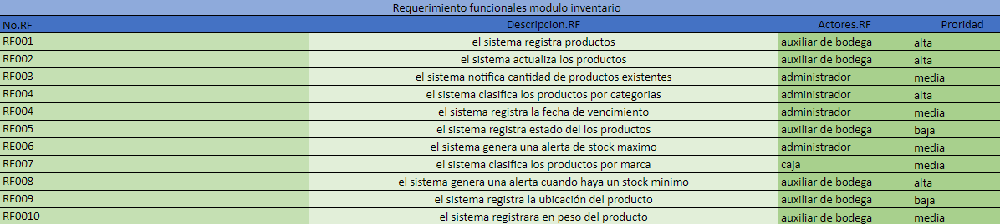 Requerimiento funcionales modulo inventario
No.RF Descripcion.RF Actores.RF Proridad
RF001 el sistema registra productos auxiliar de bodega alta
RF002 el sistema actualiza los productos auxiliar de bodega alta
RF003 el sistema notifica cantidad de productos existentes administrador media
RF004 el sistema clasifica los productos por categorias administrador alta
RF004 el sistema registra la fecha de vencimiento administrador media
RF005 el sistema registra estado del los productos auxiliar de bodega baja
RE006 el sistema genera una alerta de stock maximo administrador media
RF007 el sistema clasifica los productos por marca caja media
RF008 el sistema genera una alerta cuando haya un stock minimo auxiliar de bodega alta
RF009 el sistema registra la ubicación del producto auxiliar de bodega baja
RF0010 el sistema registrara en peso del producto auxiliar de bodega media